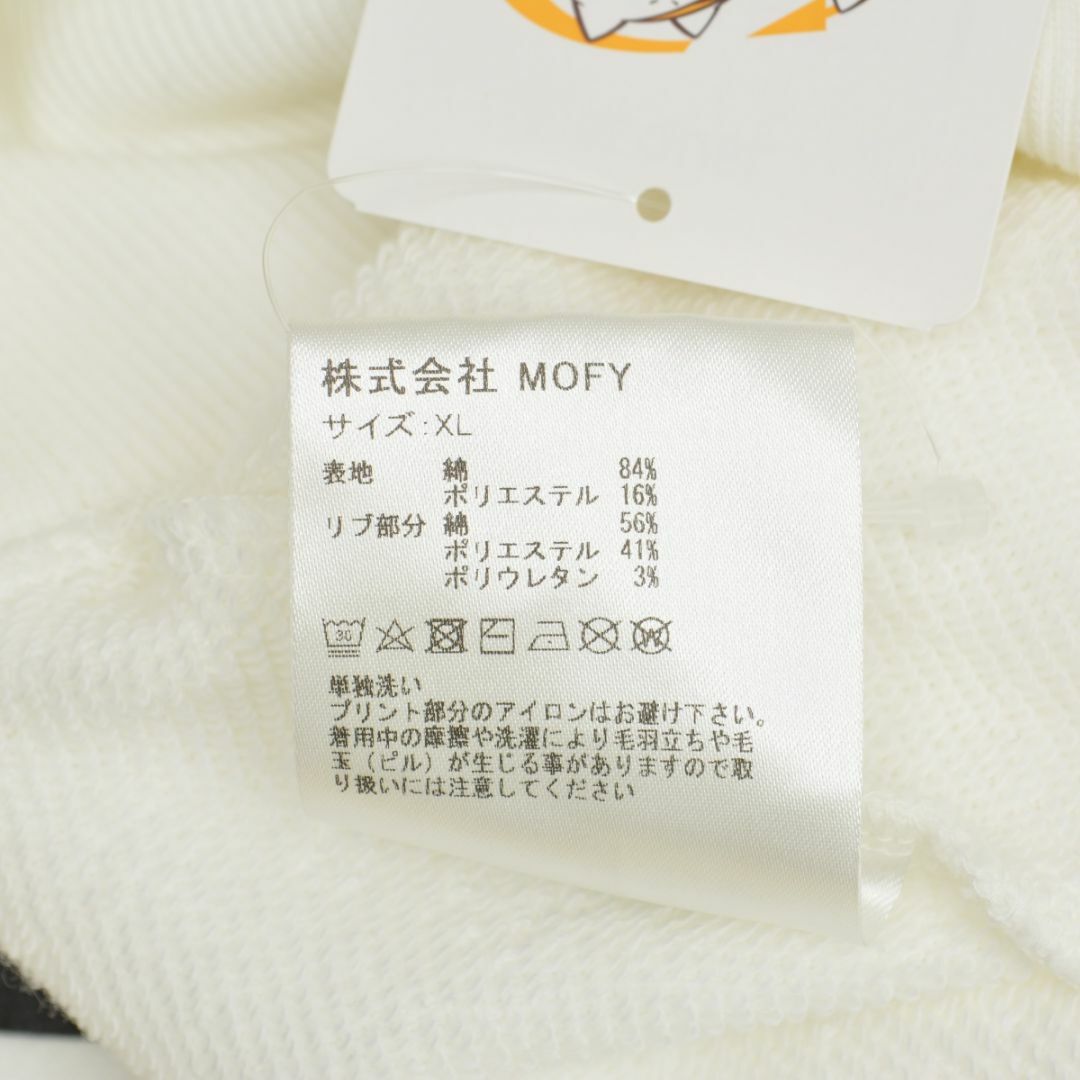 株式会社 MOFY
サイズ:XL
表地 綿 84%
ポリエステル 16%
リブ部分 綿 56%
ポリエステル 41%
ポリウレタン 3%
30 W
単独洗い
プリント部分のアイロンはお避け下さい。
着用中の摩擦や洗濯により毛羽立ちや毛
玉（ピル）が生じる事がありますので取
り扱いには注意してください